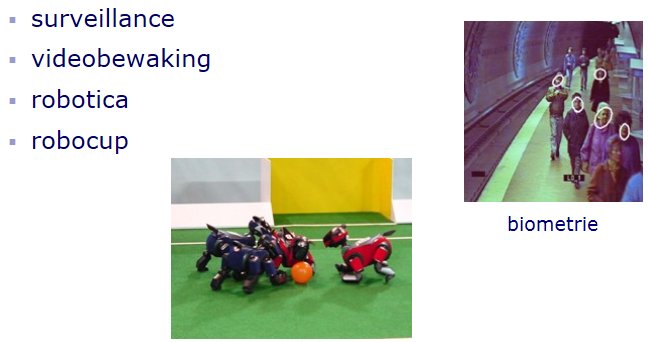 surveillance
videobewaking
robotica
robocup
biometrie